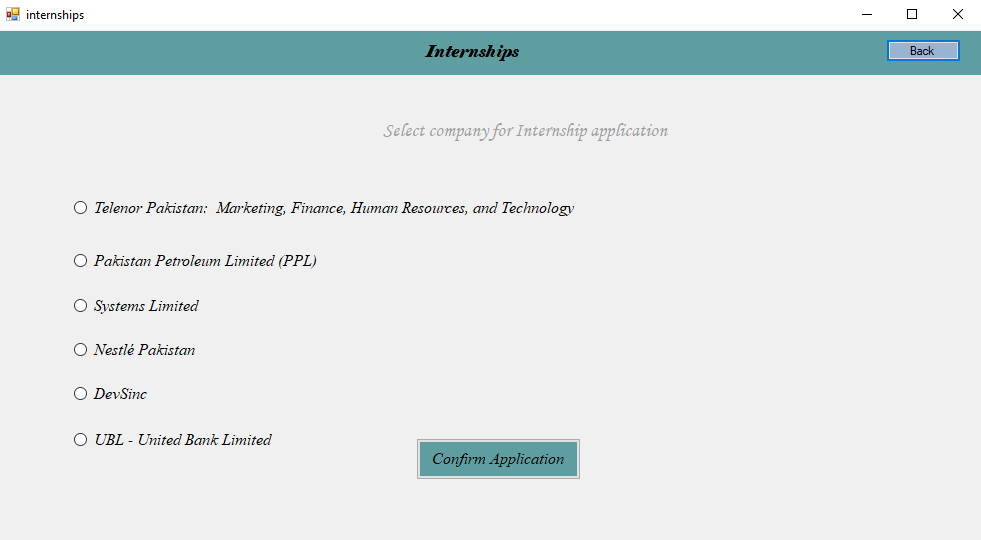 internships
Internships
Back
Select company for Internship application
Telenor Pakistan:  Marketing, Finance, Human Resources, and Technology
Pakistan Petroleum Limited (PPL)
Systems Limited
Nestlé Pakistan
DevSinc
UBL - United Bank Limited
Confirm Application